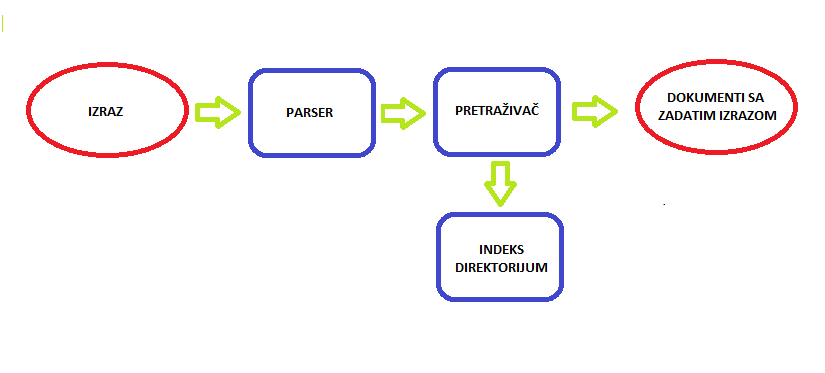 IZRAZ
PARSER
PRETRAŽIVAČ
DOKUMENTI SA
ZADATIM IZRAZOM
INDEKS
DIREKTORIJUM